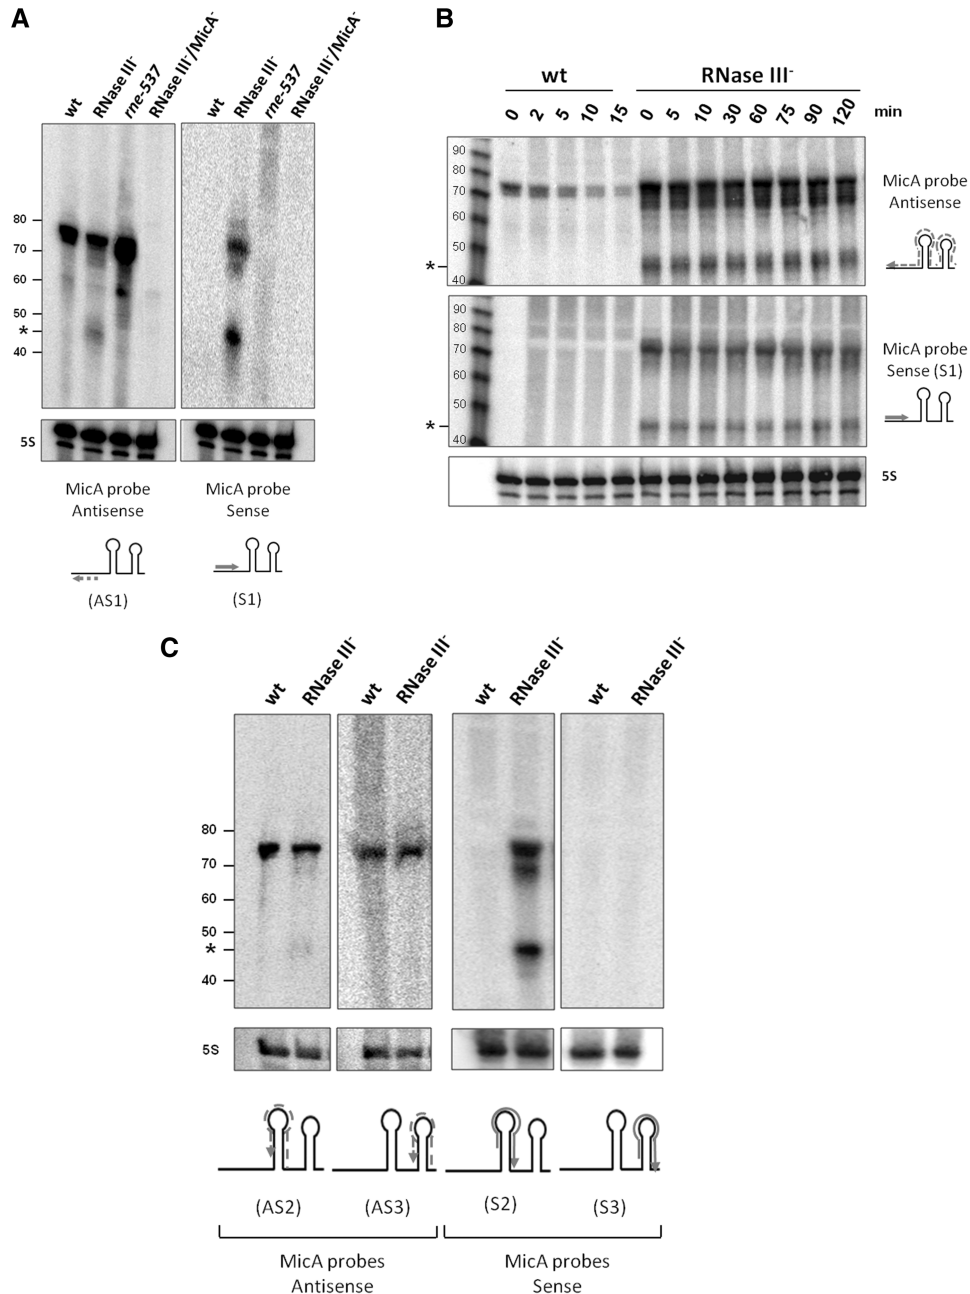 A
wt
RNase III-
rne-537
RNase III-/MicA-
wt
RNase III-
rne-537
RNase III-/MicA-
80
70
60
50
*
40
5S
MicA probe
Antisense
(AS1)
MicA probe
Sense
(S1)
B
wt
RNase III-
0 2 5 10 15 0 5 10 30 60 75 90 120 min
90
80
70
60
50
*
40
MicA probe
Antisense
90
80
70
60
50
*
40
MicA probe
Sense (S1)
5S
C
wt
RNase III-
wt
RNase III-
wt
RNase III-
wt
RNase III-
80
70
60
50
*
40
5S
(AS2) (AS3) (S2) (S3)
MicA probes
Antisense
MicA probes
Sense